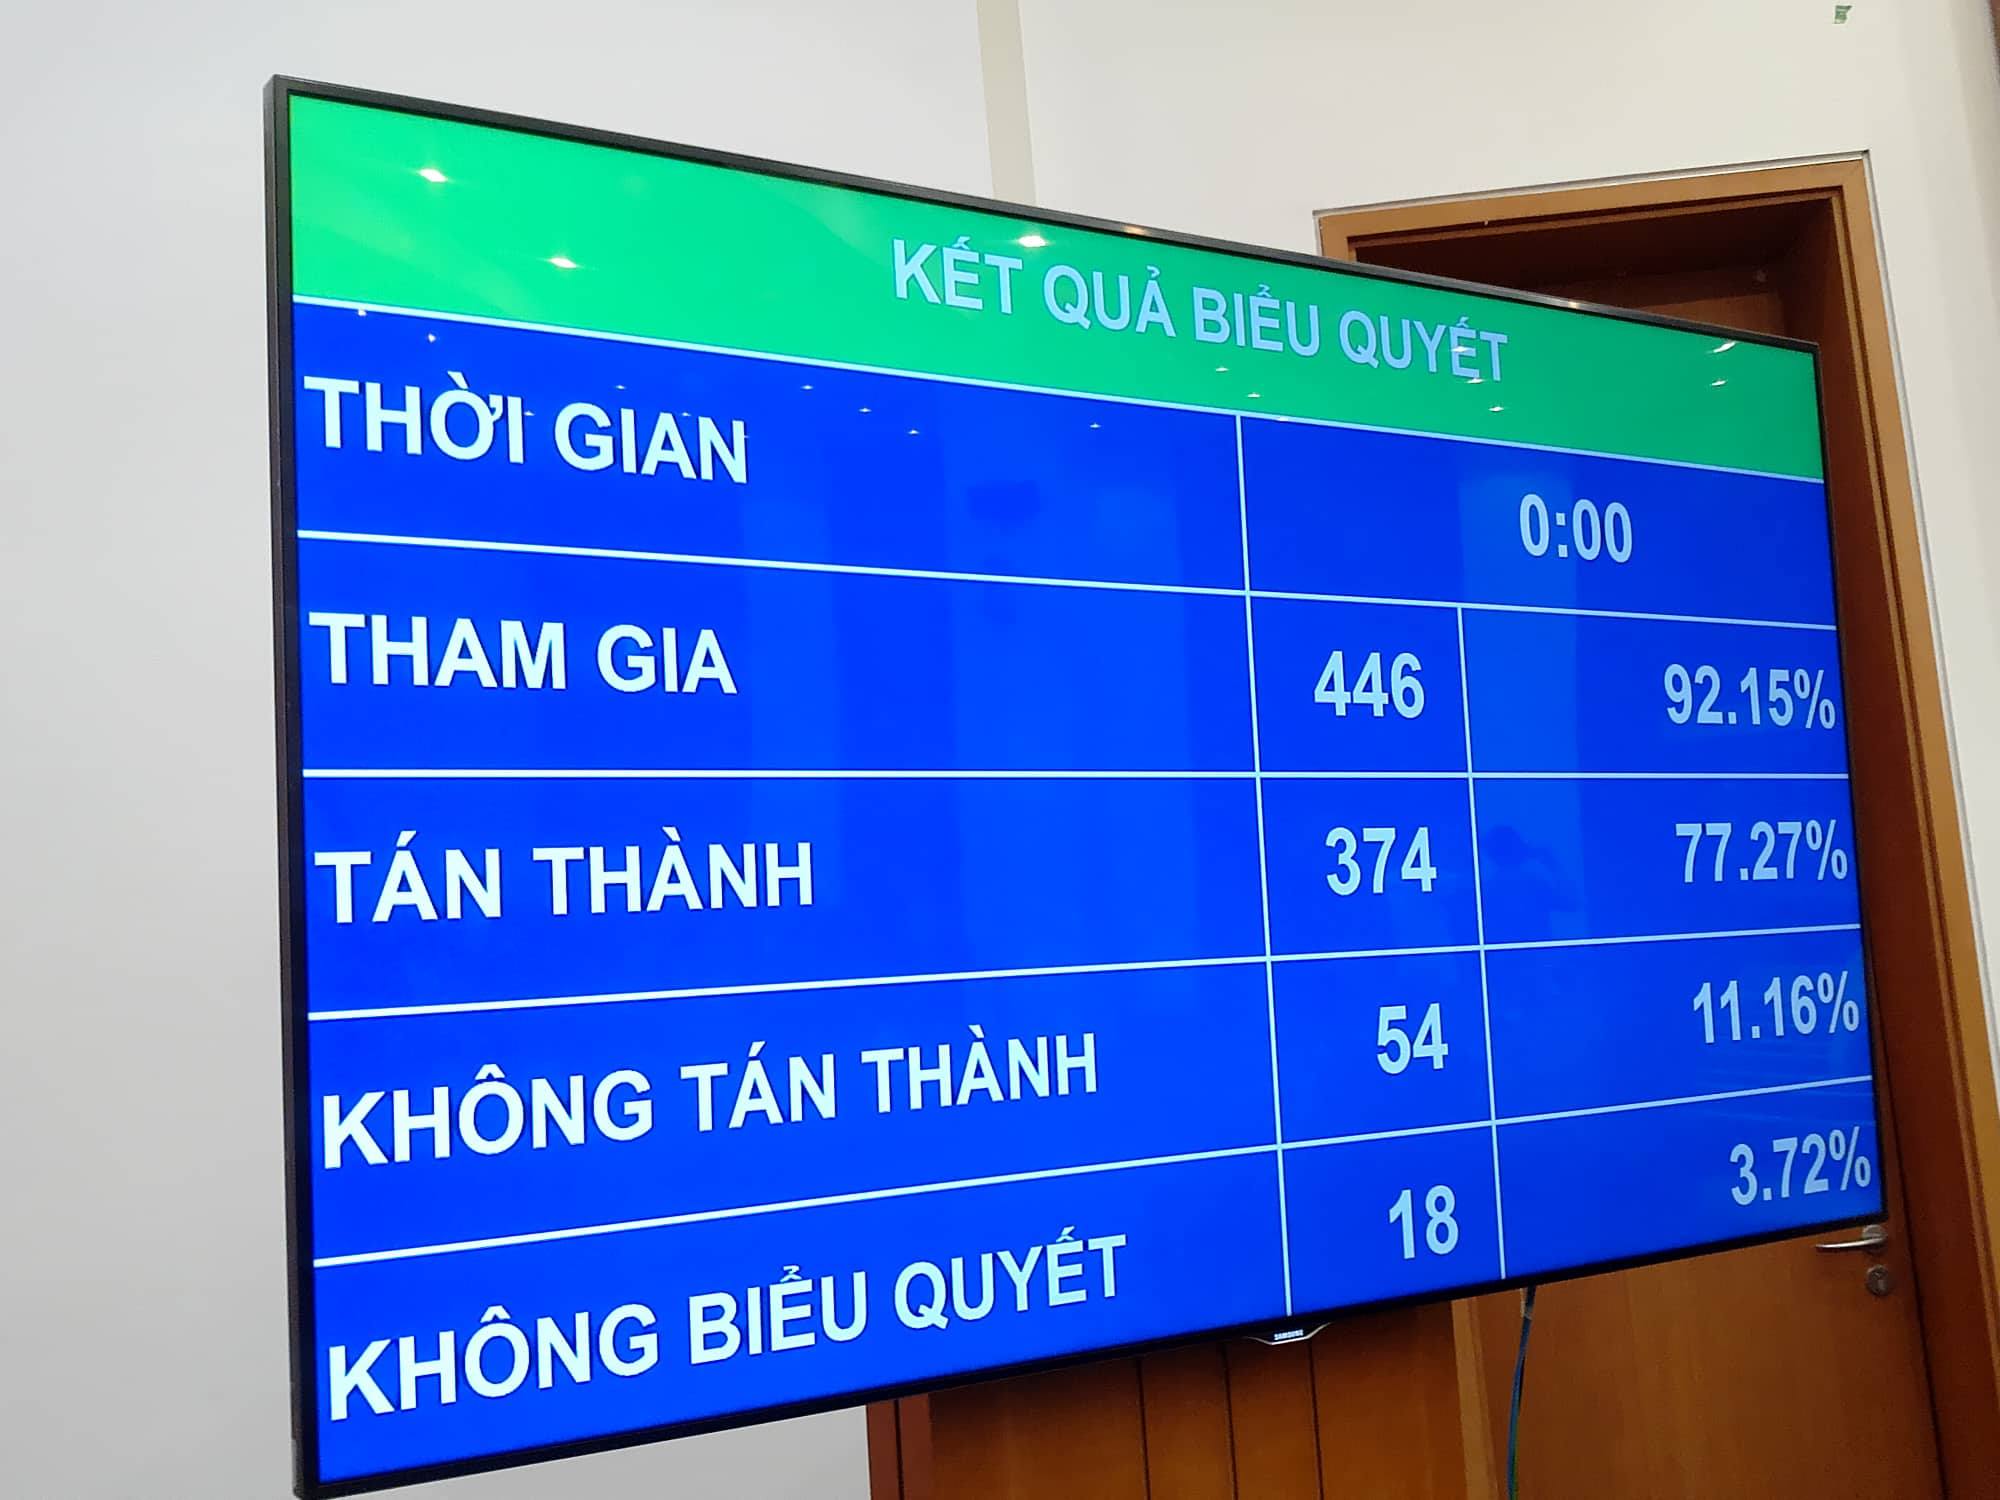 KẾT QUẢ BIỂU QUYẾT
THỜI GIAN 0:00
THAM GIA 446 92.15%
TÁN THÀNH 374 77.27%
KHÔNG TÁN THÀNH 54 11.16%
KHÔNG BIỂU QUYẾT 18 3.72%
SAMSUNG